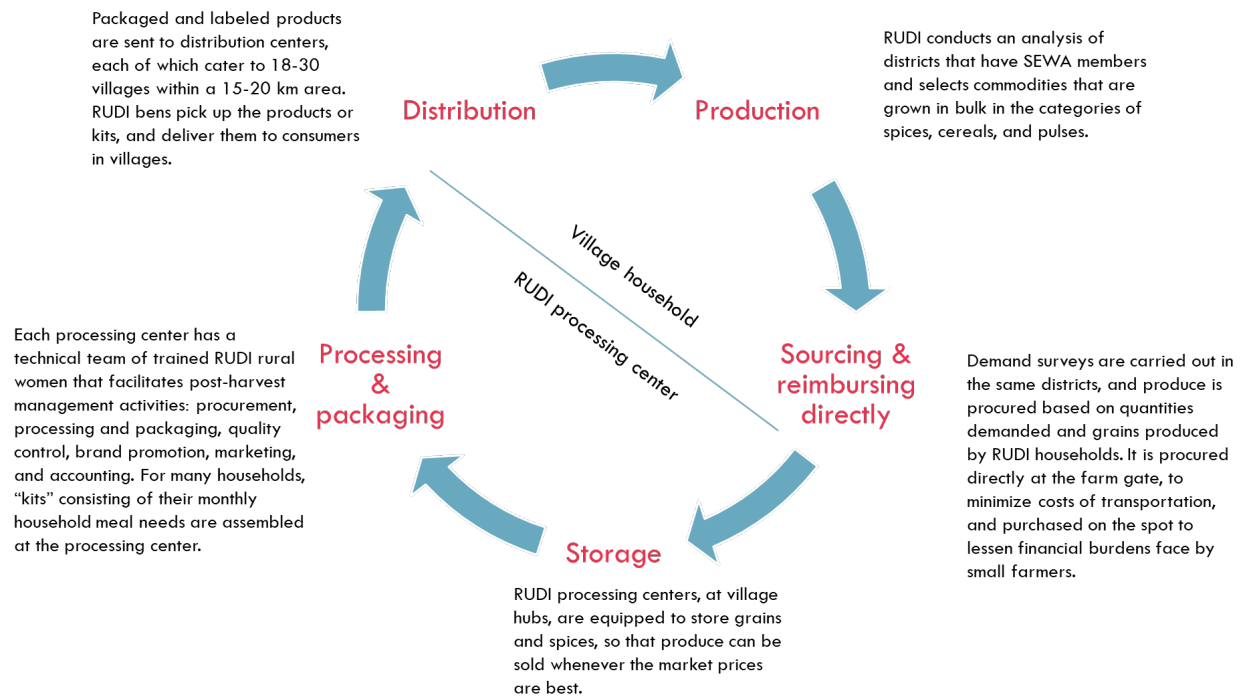 Packaged and labeled products
are sent to distribution centers,
each of which cater to 18-30
villages within a 15-20 km area.
RUDI bens pick up the products or
kits, and deliver them to consumers
in villages.
Distribution
Production
RUDI conducts an analysis of
districts that have SEWA members
and selects commodities that are
grown in bulk in the categories of
spices, cereals, and pulses.
Village household
RUDI processing center
Each processing center has a
technical team of trained RUDI rural
women that facilitates post-harvest
management activities: procurement,
processing and packaging, quality
control, brand promotion, marketing,
and accounting. For many households,
“kits” consisting of their monthly
household meal needs are assembled
at the processing center.
Processing
&
packaging
Sourcing &
reimbursing
directly
Demand surveys are carried out in
the same districts, and produce is
procured based on quantities
demanded and grains produced
by RUDI households. It is procured
directly at the farm gate, to
minimize costs of transportation,
and purchased on the spot to
lessen financial burdens face by
small farmers.
Storage
RUDI processing centers, at village
hubs, are equipped to store grains
and spices, so that produce can be
sold whenever the market prices
are best.